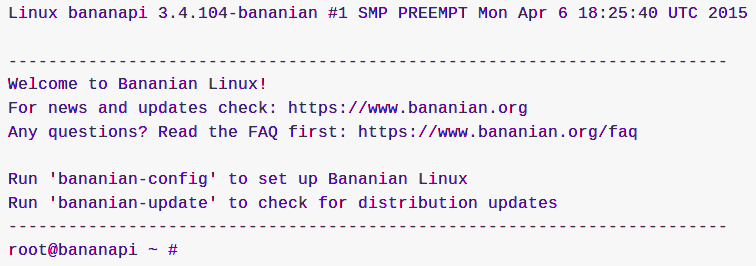 Linux bananapi 3.4.104-bananian #1 SMP PREEMPT Mon Apr 6 18:25:40 UTC 2015
------------------------------------------------------------------------
Welcome to Bananian Linux!
For news and updates check: https://www.bananian.org
Any questions? Read the FAQ first: https://www.bananian.org/faq
Run 'bananian-config' to set up Bananian Linux
Run 'bananian-update' to check for distribution updates
------------------------------------------------------------------------
root@bananapi ~ #